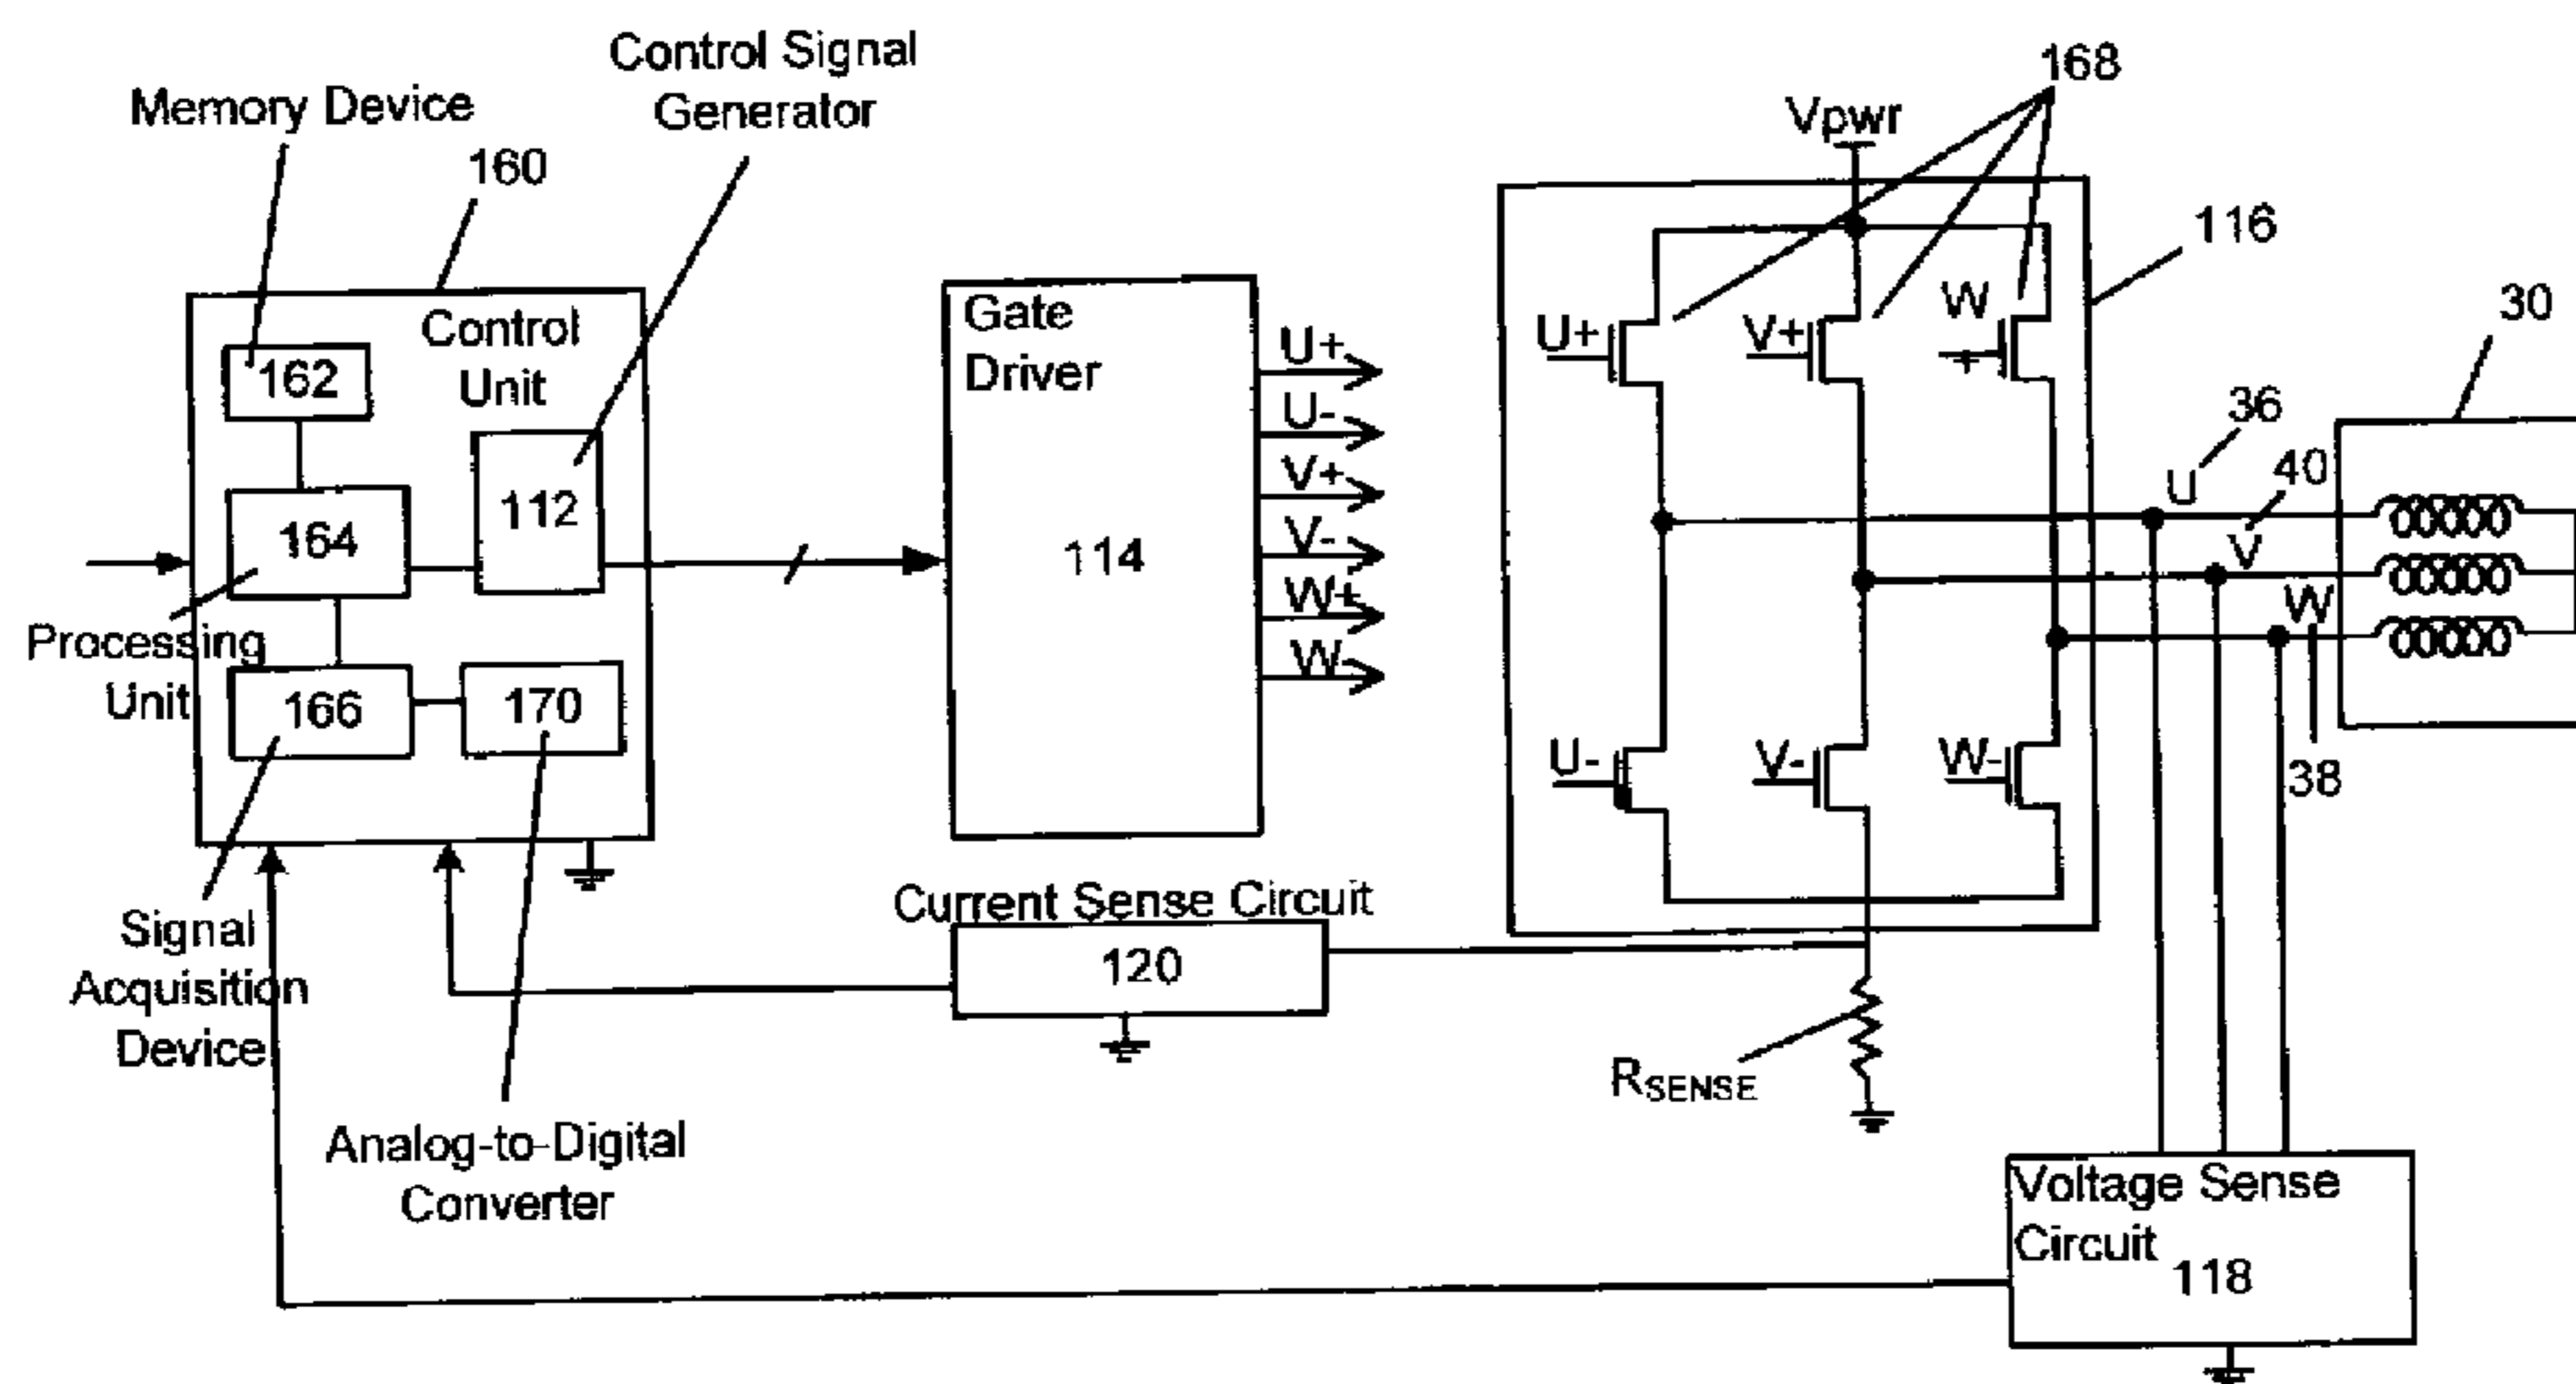 Control Signal
Generator
Memory Device
160
168
Vpwr
116
30
Control
Unit
162
112
164
Processing
Unit
166
170
Signal
Acquisition
Device
Analog-to-Digital
Converter
Gate
Driver
114
U+
U-
V+
V-
W+
W-
U+
V+
W
+
U-
V-
W-
36
U
40
V
W
38
Current Sense Circuit
120
RSENSE
Voltage Sense
Circuit
118